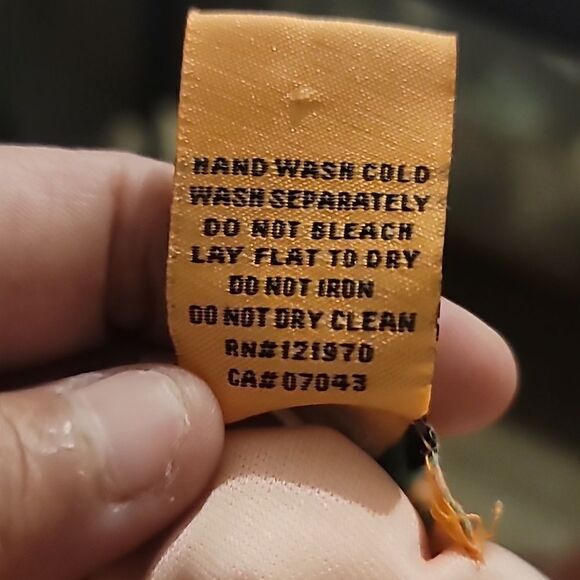 HAND WASH COLD
WASH SEPARATELY
DO NOT BLEACH
LAY FLAT TO DRY
DO NOT IRON
DO NOT DRY CLEAN
RN#121970
CA#07043